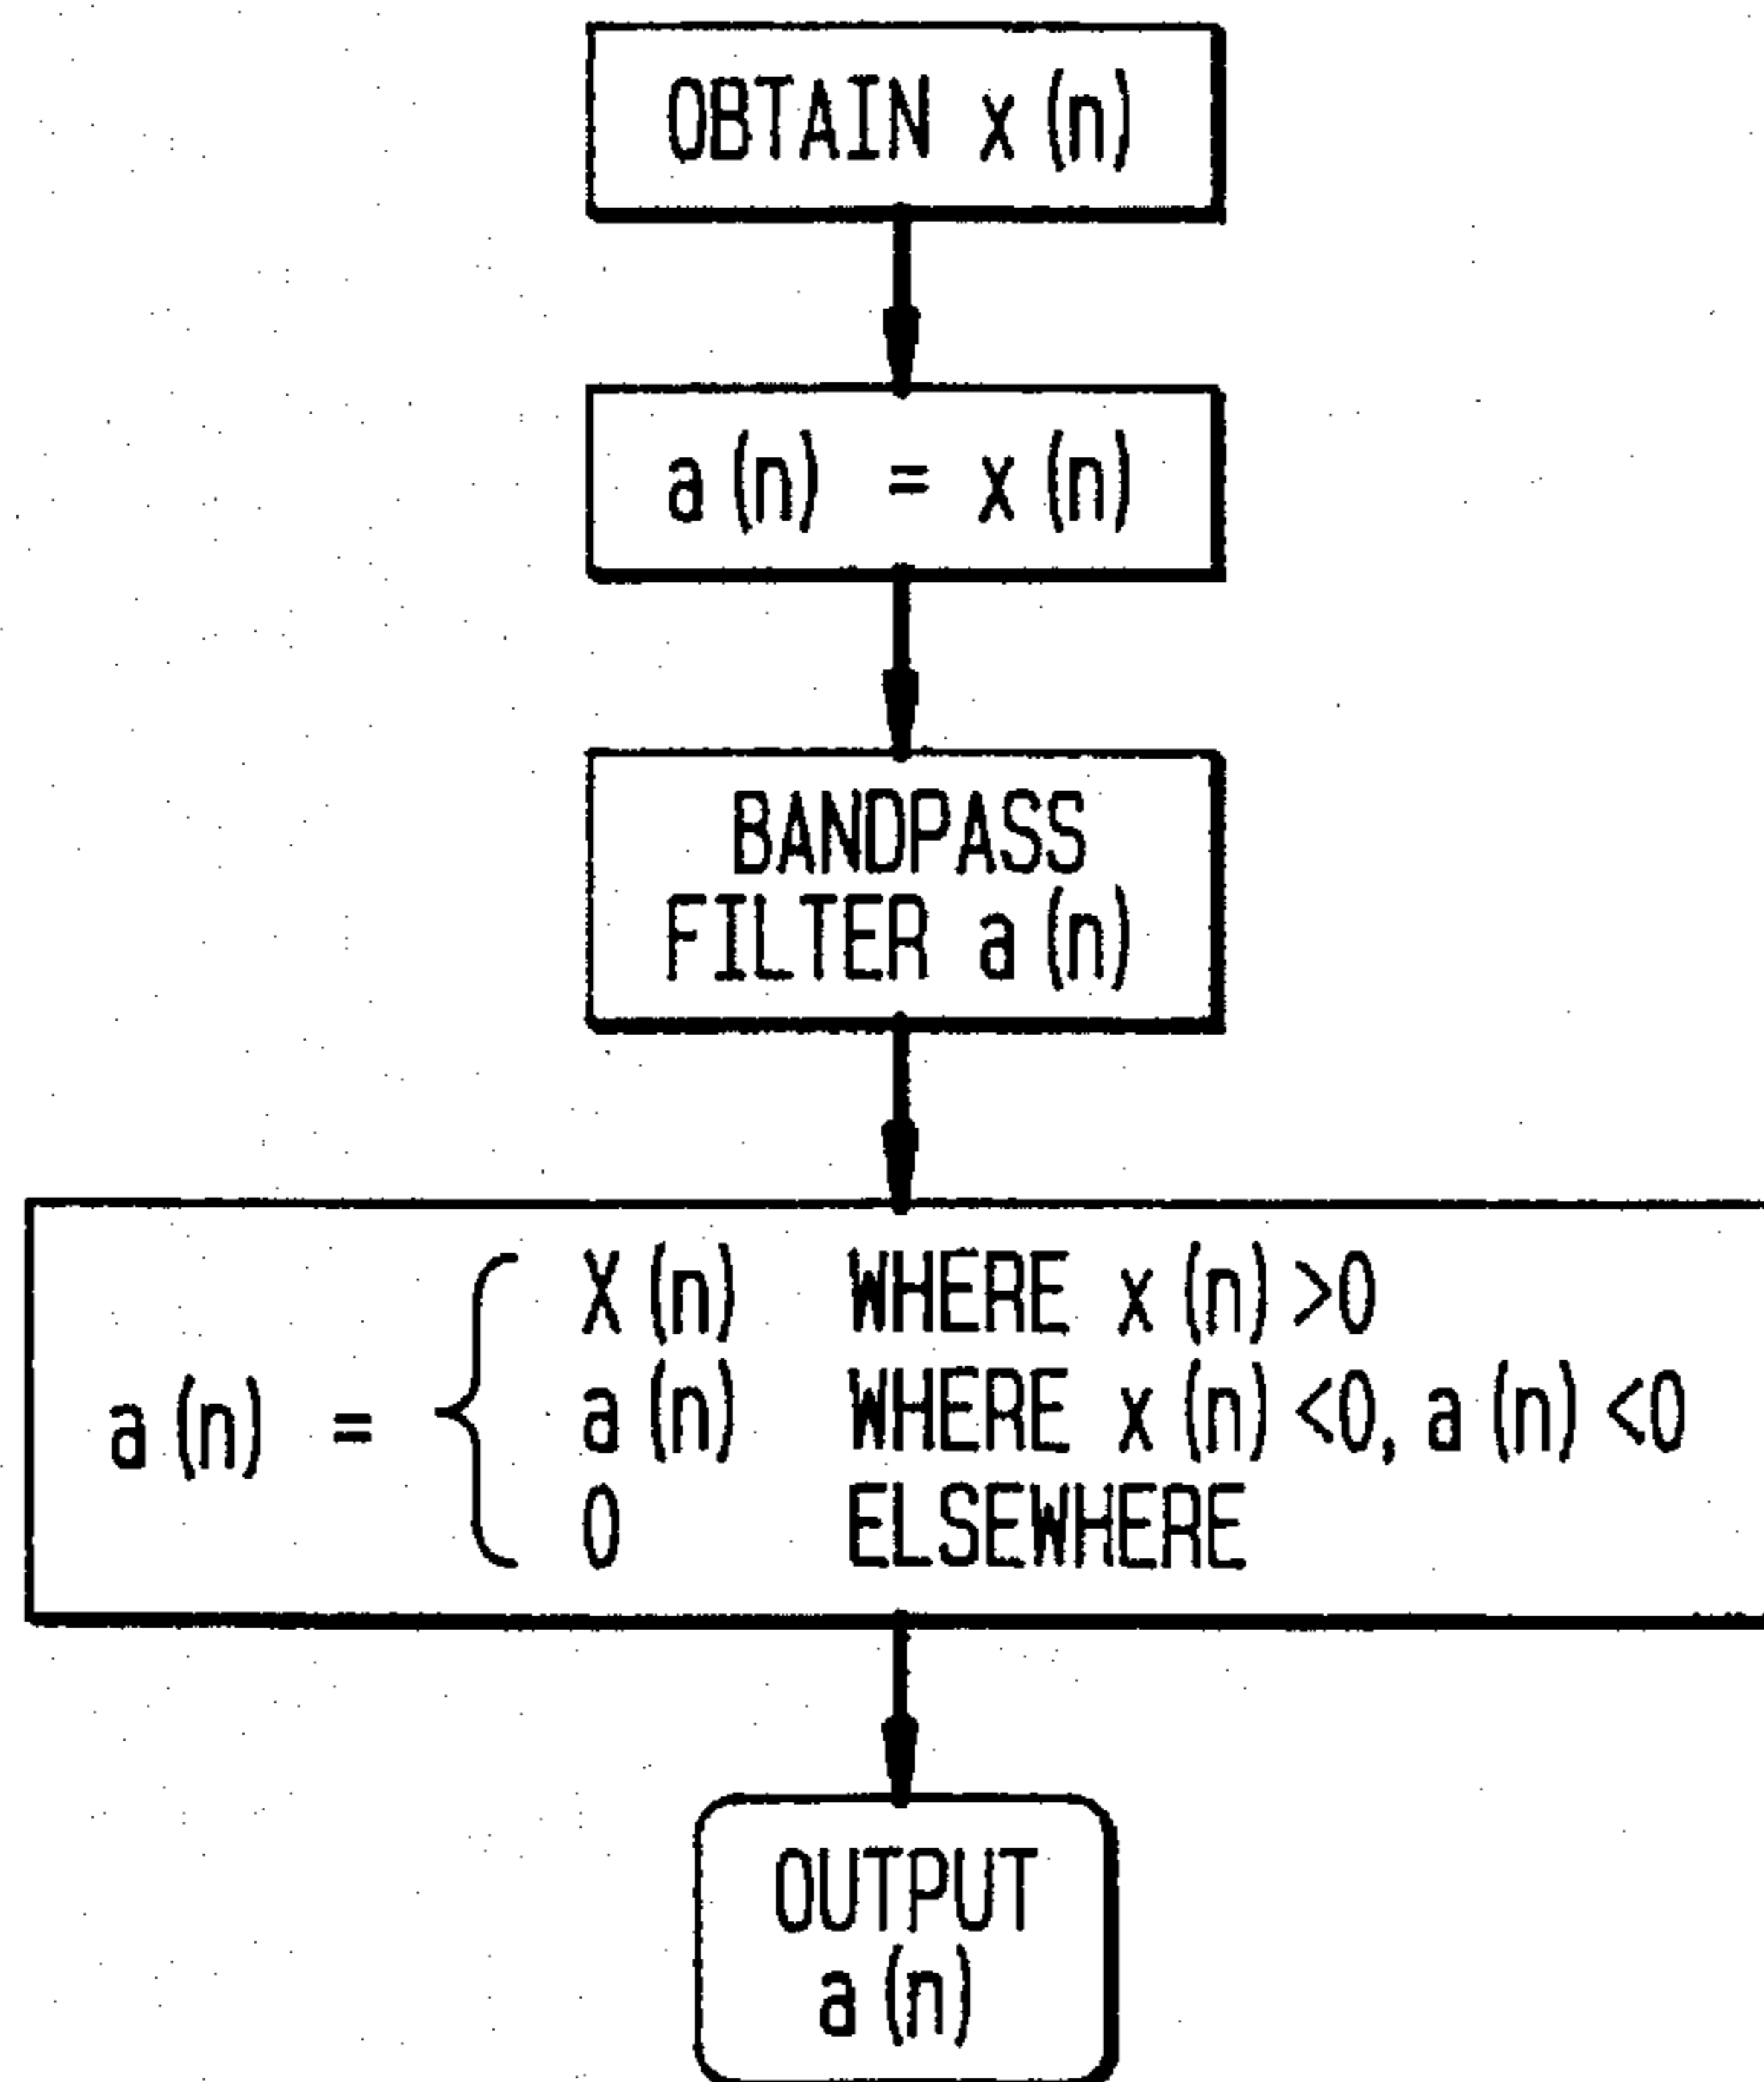 OBTAIN x(n)
a(n) = x(n)
BANDPASS
FILTER a(n)
X(n) WHERE x(n)>0
a(n) = a(n) WHERE x(n)<0, a(n)<0
0 ELSEWHERE
OUTPUT
a(n)